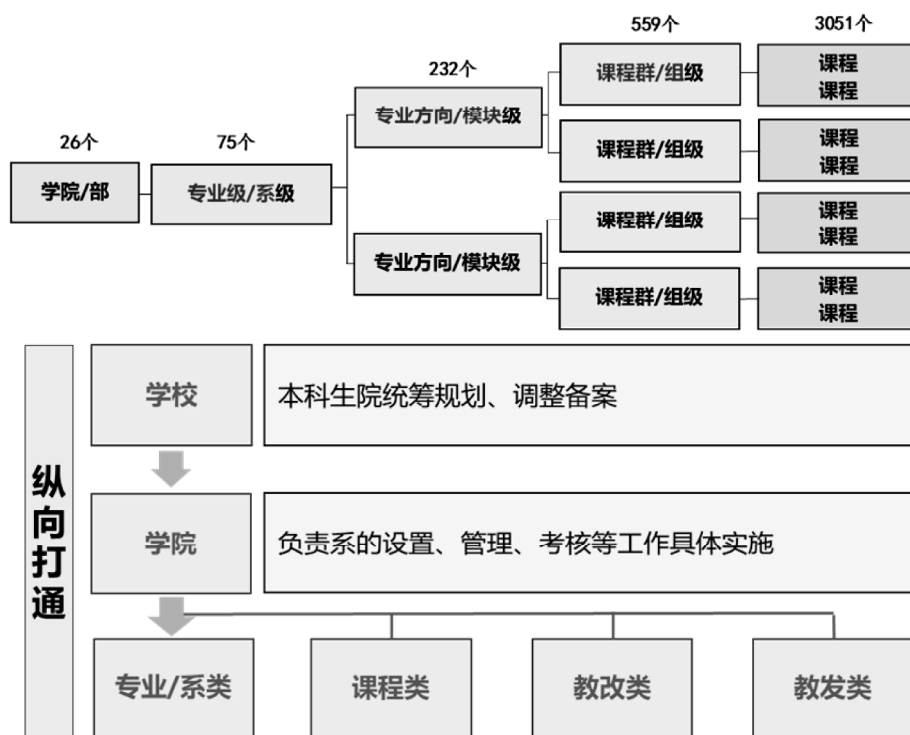 559个
3051个
232个
课程群/组级
课程
课程
专业方向/模块级
26个
75个
课程群/组级
课程
课程
学院/部
专业级/系级
课程群/组级
课程
课程
专业方向/模块级
课程群/组级
课程
课程
纵向打通
学校
本科生院统筹规划、调整备案
学院
负责系的设置、管理、考核等工作具体实施
专业/系类
课程类
教改类
教发类